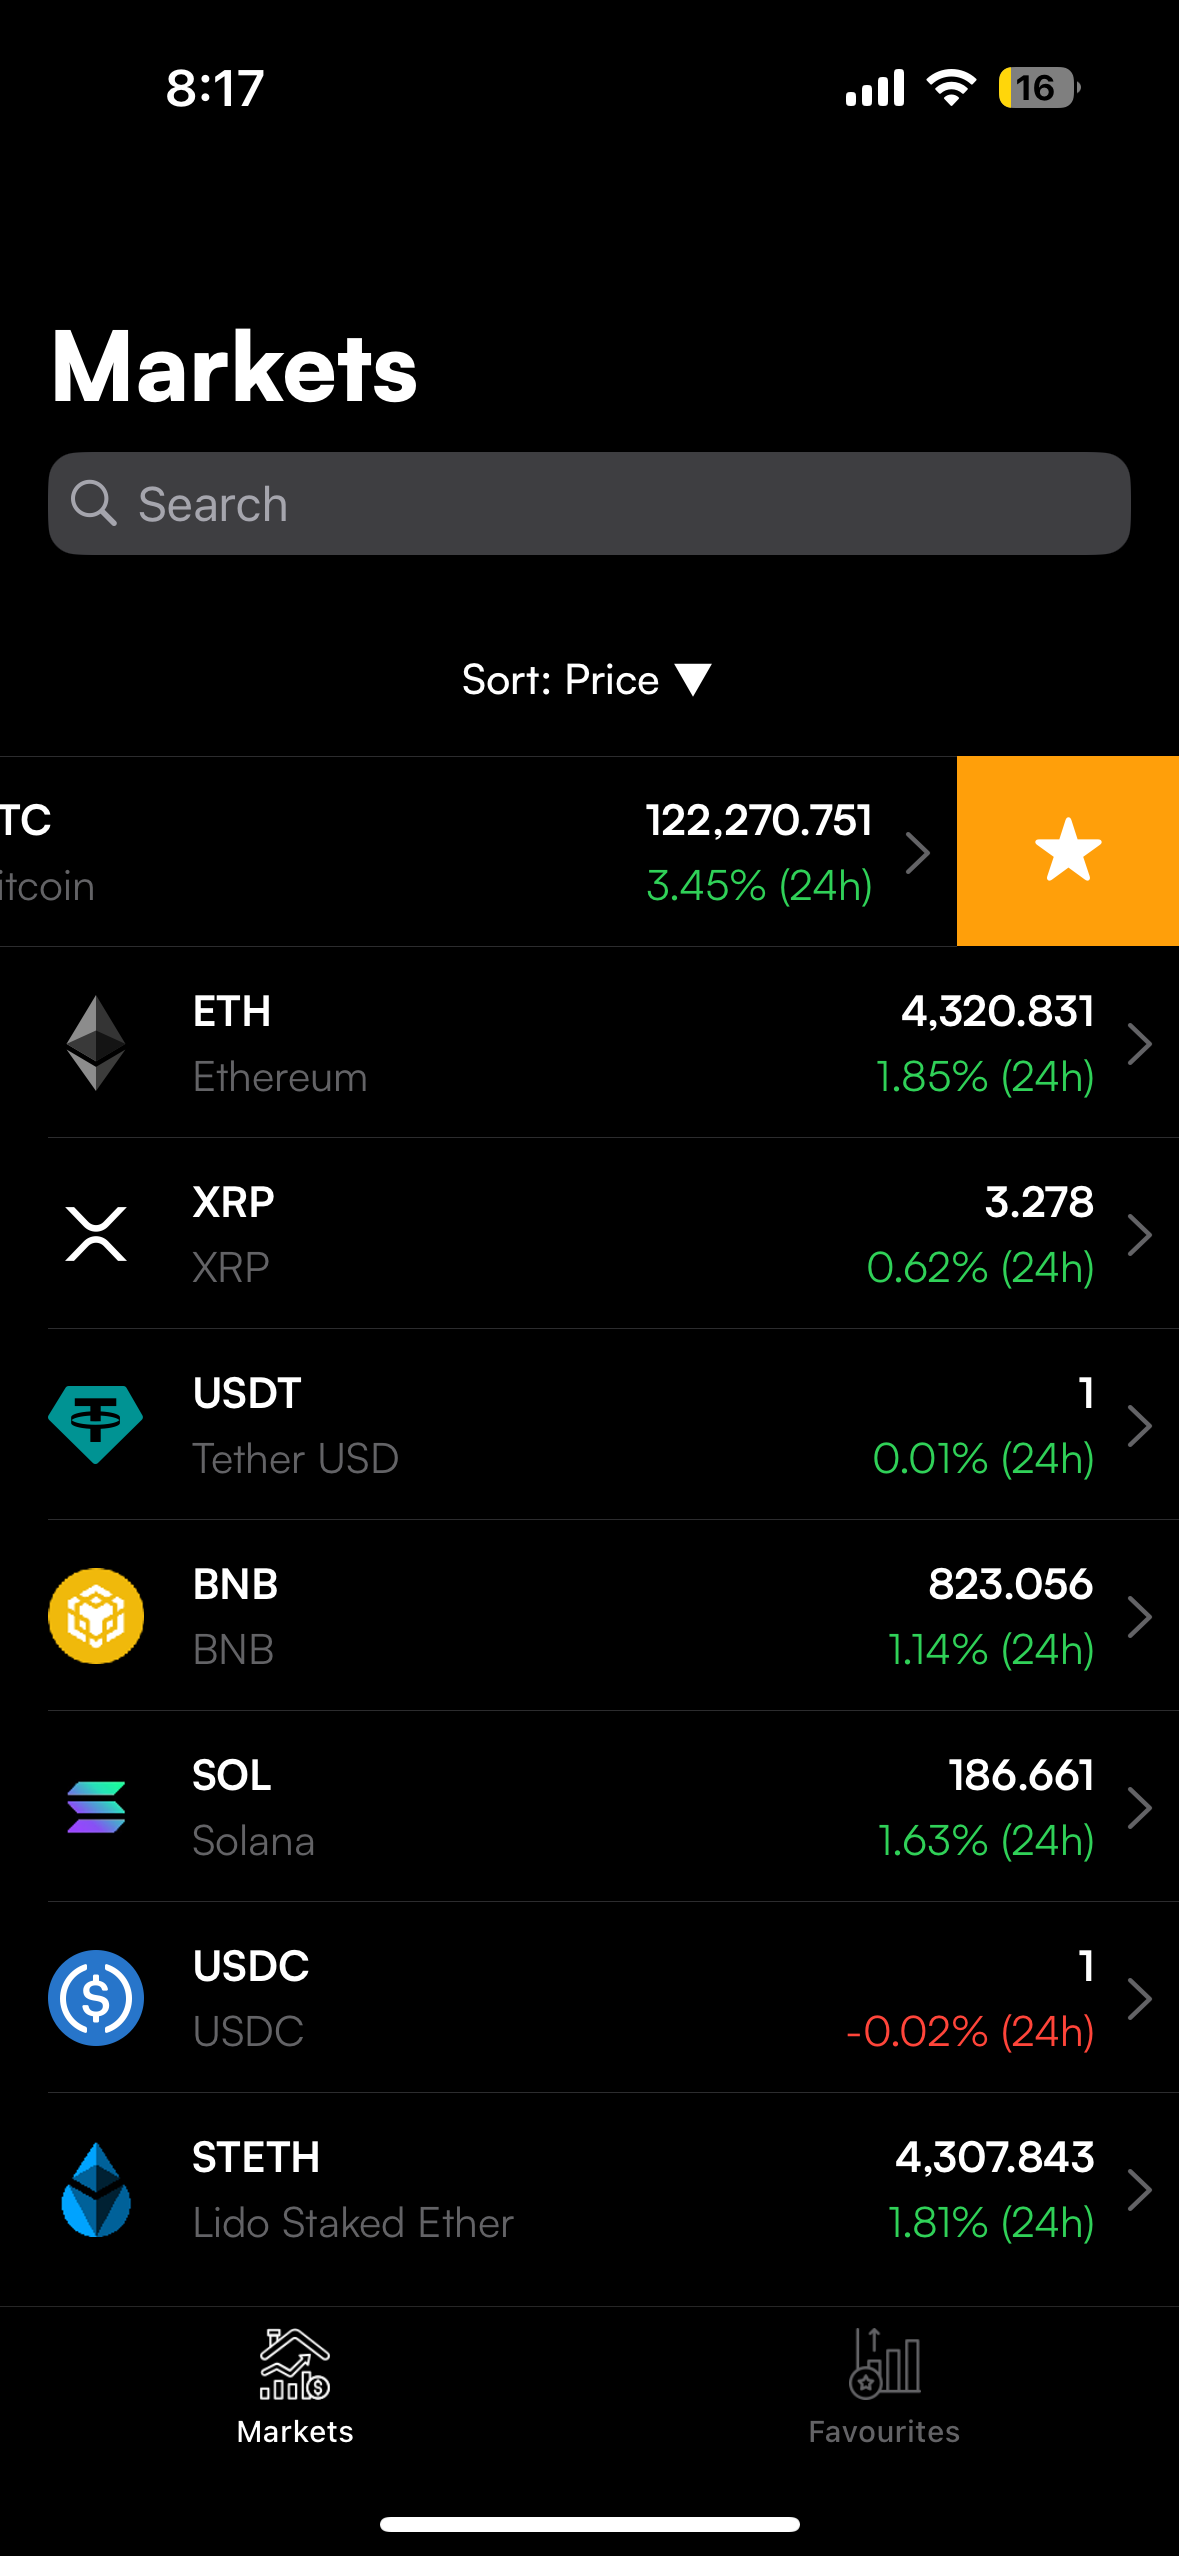 8:17
16
Markets
Search
Sort: Price ▼
TC
122,270.751
itcoin
3.45% (24h)
ETH
4,320.831
Ethereum
1.85% (24h)
XRP
3.278
XRP
0.62% (24h)
USDT
1
Tether USD
0.01% (24h)
BNB
823.056
BNB
1.14% (24h)
SOL
186.661
Solana
1.63% (24h)
USDC
1
USDC
-0.02% (24h)
STETH
4,307.843
Lido Staked Ether
1.81% (24h)
Markets
Favourites